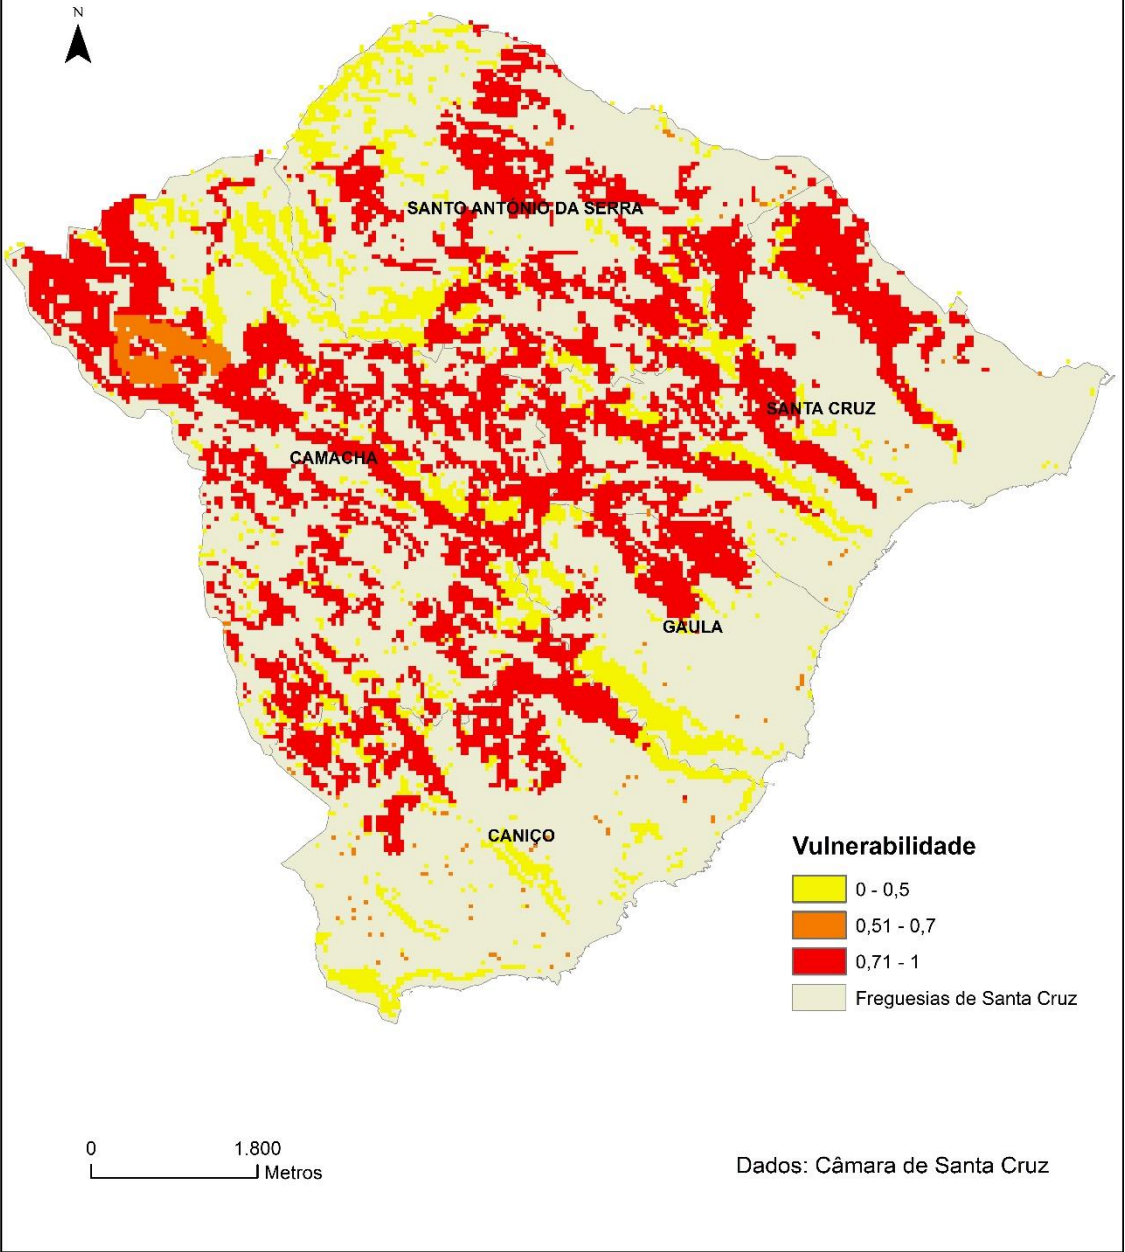 N
SANTO ANTÓNIO DA SERRA
SANTA CRUZ
CAMACHA
GAULA
CANIÇO
Vulnerabilidade
0 - 0,5
0,51 - 0,7
0,71 - 1
Freguesias de Santa Cruz
0 1.800
Metros
Dados: Câmara de Santa Cruz